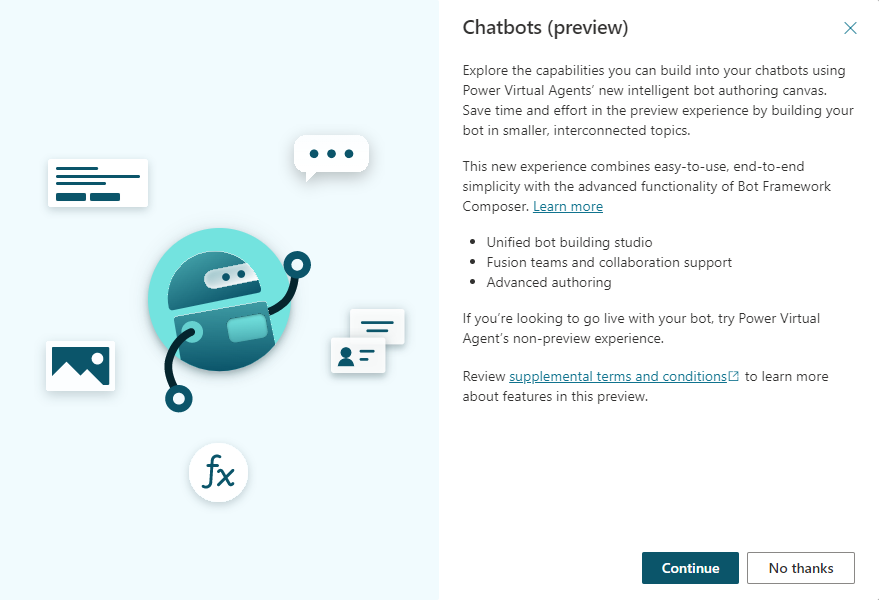 Chatbots (preview)
Explore the capabilities you can build into your chatbots using
Power Virtual Agents’ new intelligent bot authoring canvas.
Save time and effort in the preview experience by building your
bot in smaller, interconnected topics.
This new experience combines easy-to-use, end-to-end
simplicity with the advanced functionality of Bot Framework
Composer. Learn more
• Unified bot building studio
• Fusion teams and collaboration support
• Advanced authoring
If you’re looking to go live with your bot, try Power Virtual
Agent’s non-preview experience.
Review supplemental terms and conditions to learn more
about features in this preview.
fx
Continue
No thanks